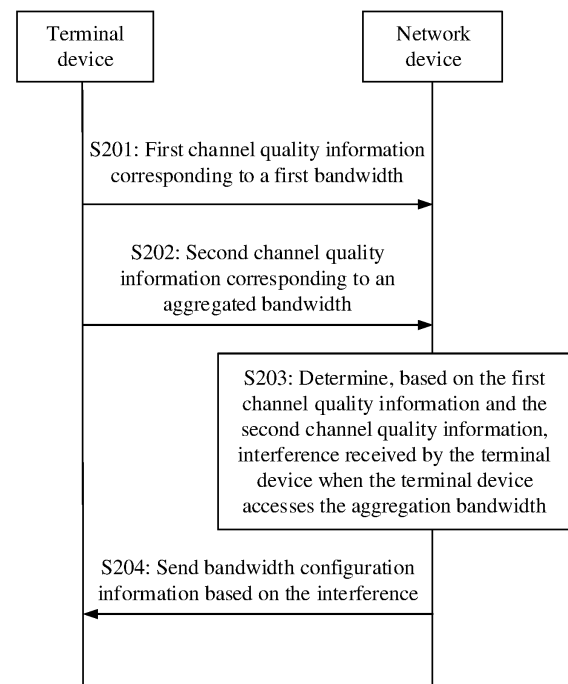 Terminal
device
Network
device
S201: First channel quality information
corresponding to a first bandwidth
S202: Second channel quality
information corresponding to an
aggregated bandwidth
S203: Determine, based on the first
channel quality information and the
second channel quality information,
interference received by the terminal
device when the terminal device
accesses the aggregation bandwidth
S204: Send bandwidth configuration
information based on the interference